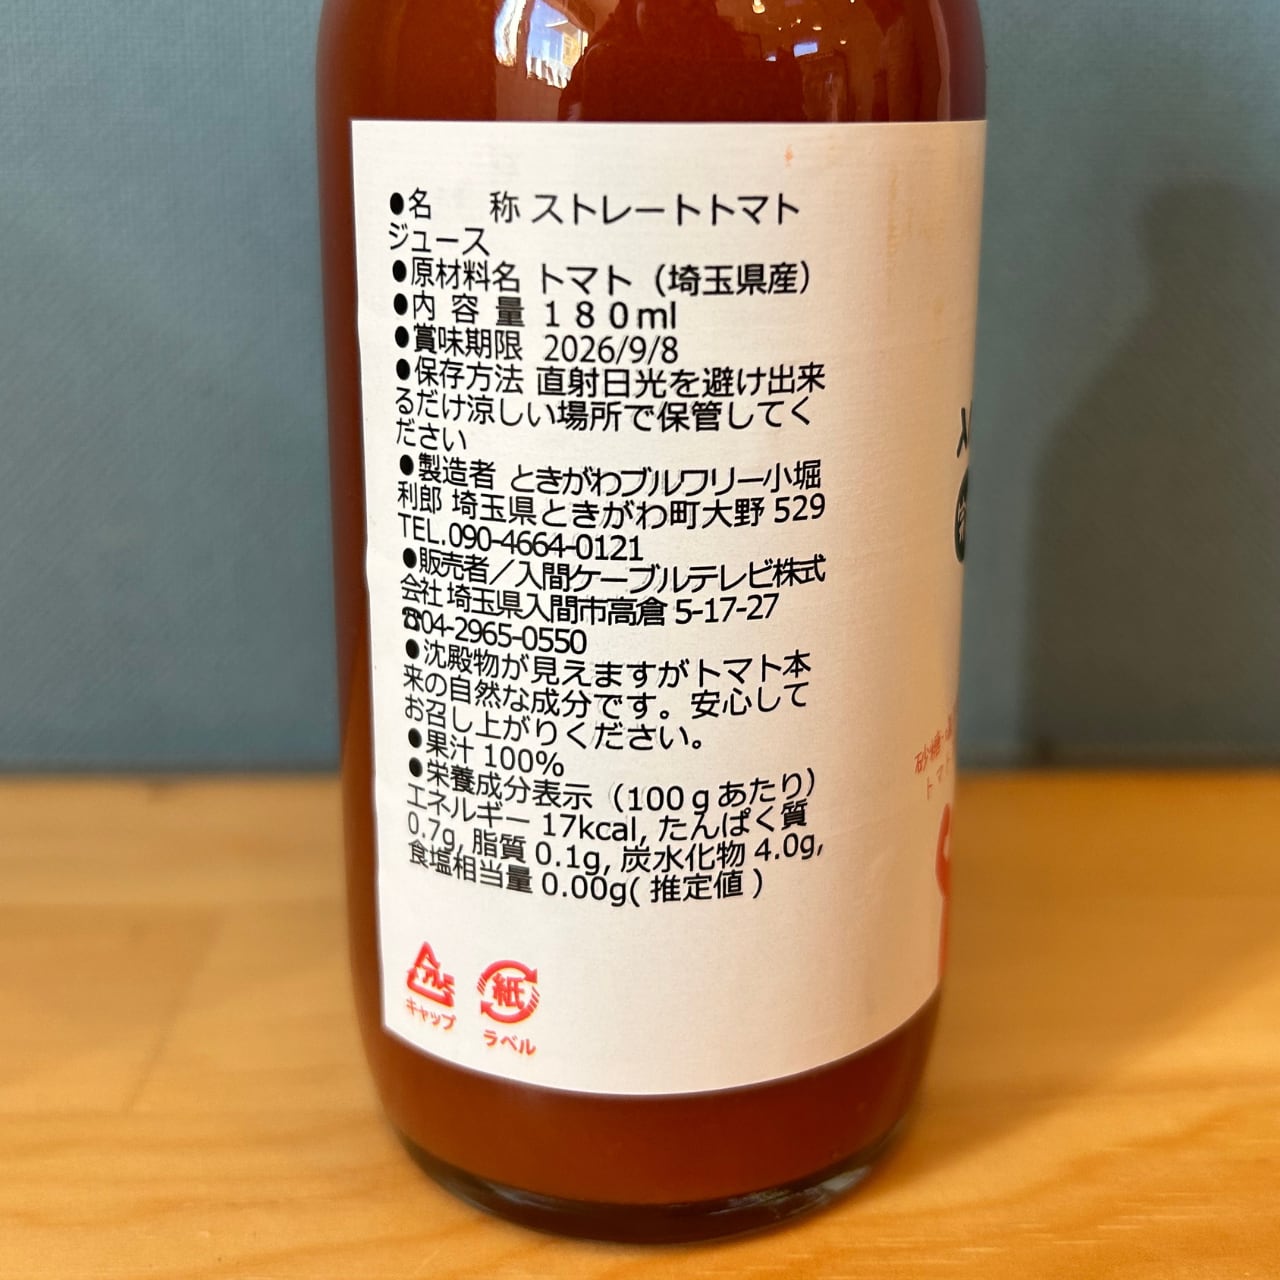 ●名　　称 ストレートトマト
ジュース
●原材料名 トマト（埼玉県産）
●内 容 量 １８０ml
●賞味期限 2026/9/8
●保存方法 直射日光を避け出来
るだけ涼しい場所で保管してく
ださい
●製造者 ときがわブルワリー小堀
利郎 埼玉県ときがわ町大野 529
TEL.090-4664-0121
●販売者／入間ケーブルテレビ株式
会社 埼玉県入間市高倉 5-17-27
☎04-2965-0550
●沈殿物が見えますがトマト本
来の自然な成分です。安心して
お召し上がりください。
●果汁 100%
●栄養成分表示（100ｇあたり）
エネルギー 17kcal, たんぱく質
0.7g, 脂質 0.1g, 炭水化物 4.0g,
食塩相当量 0.00g( 推定値 )
アルミ
キャップ
紙
ラベル
砂糖・
トマト